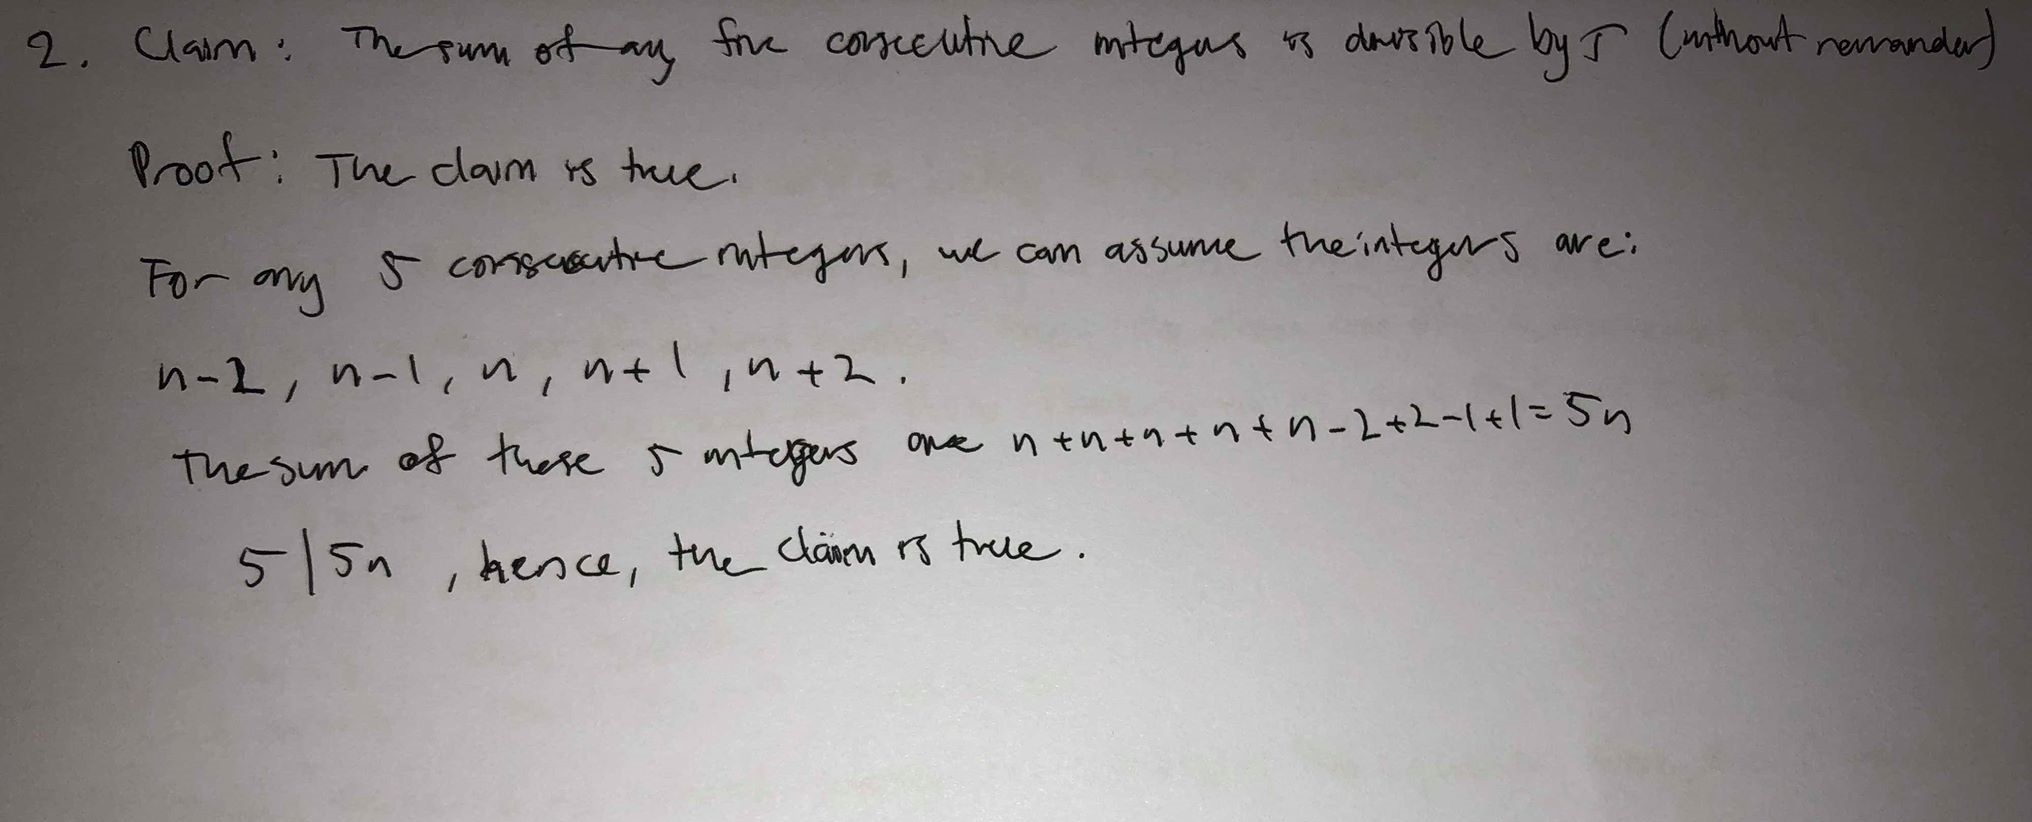 2. Claim: The sum of any five consecutive integers is divisible by 5 (without remainder)
Proof: The claim is true.
For any 5 consecutive integers, we can assume the integers are:
n-2, n-1, n, n+1, n+2.
The sum of these 5 integers are n+n+n+n+n-2+2-1+1=5n
5|5n, hence, the claim is true.